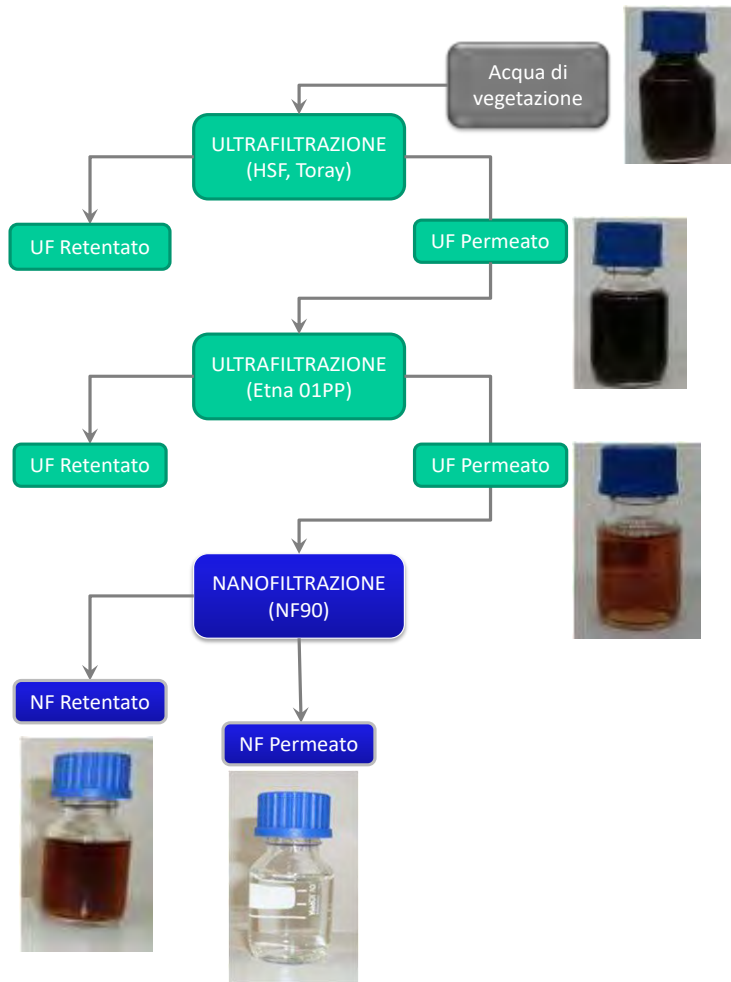 Acqua di
vegetazione
ULTRAFILTRAZIONE
(HSF, Toray)
UF Retentato
UF Permeato
ULTRAFILTRAZIONE
(Etna 01PP)
UF Retentato
UF Permeato
NANOFILTRAZIONE
(NF90)
NF Retentato
NF Permeato